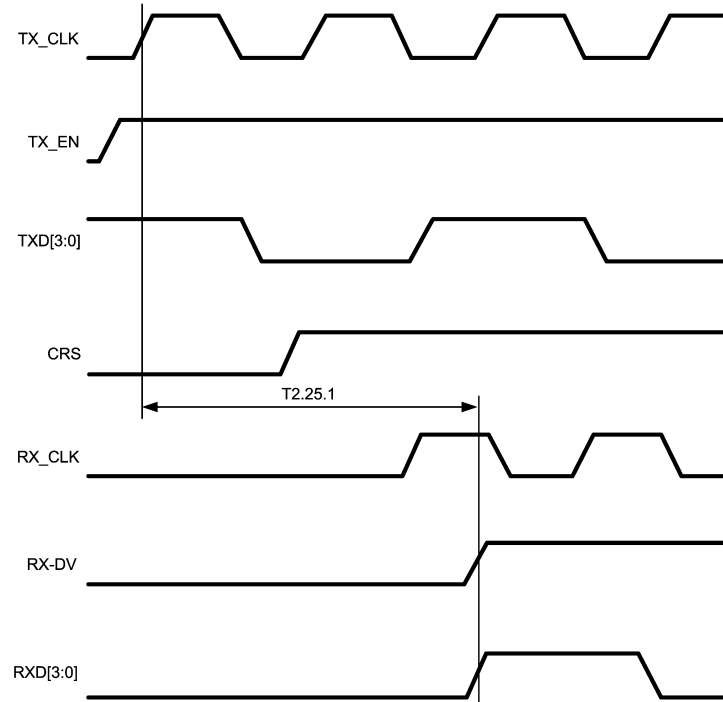 TX_CLK
TX_EN
TXD[3:0]
CRS
T2.25.1
RX_CLK
RX-DV
RXD[3:0]